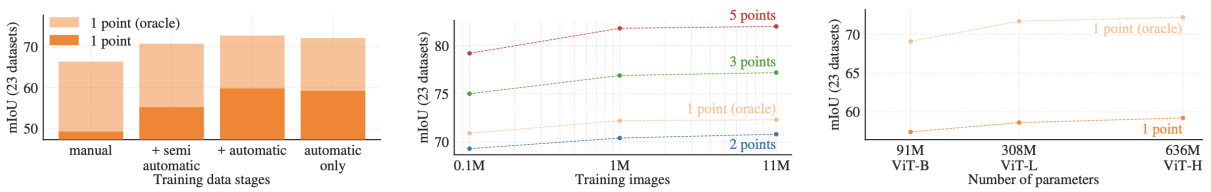 mIoU (23 datasets)
70
60
50
1 point (oracle)
1 point
manual
+ semi
automatic
+ automatic
automatic
only
Training data stages
mIoU (23 datasets)
80
75
70
5 points
3 points
1 point (oracle)
2 points
0.1M
1M
11M
Training images
mIoU (23 datasets)
70
65
60
1 point (oracle)
1 point
91M
ViT-B
308M
ViT-L
636M
ViT-H
Number of parameters